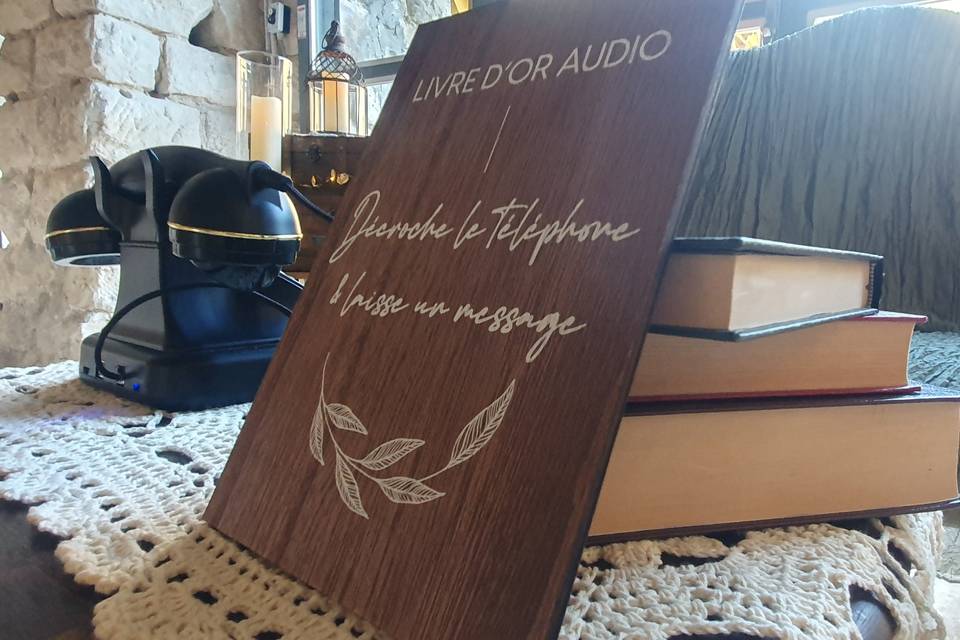 LIVRE D'OR AUDIO
Décroche le téléphone
& laisse un message